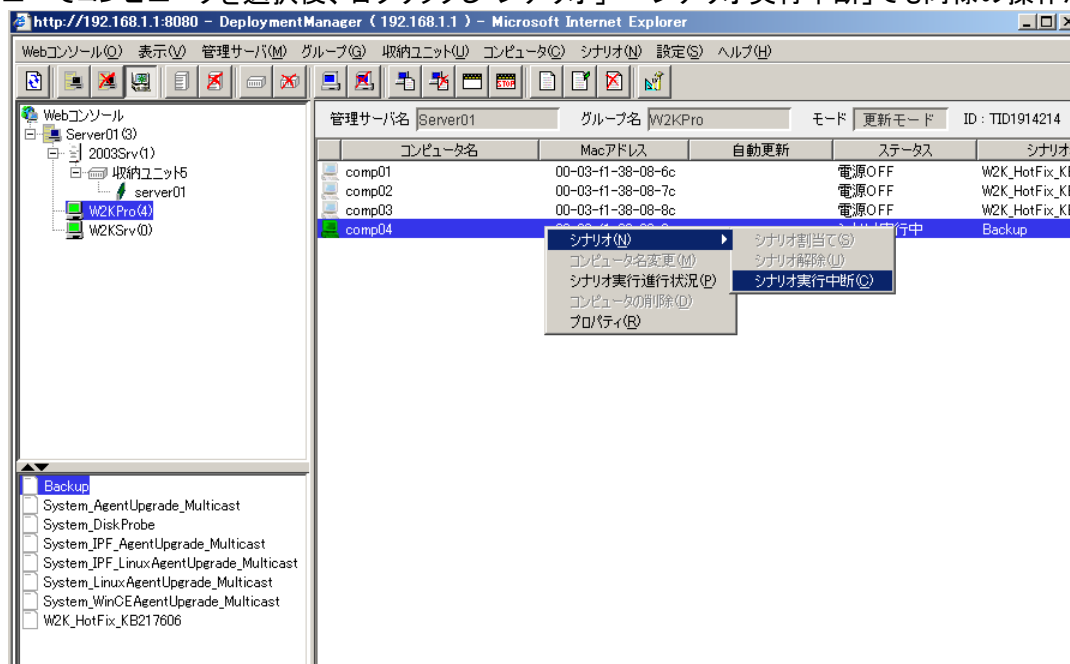 http://192.168.1.1:8080 - DeploymentManager ( 192.168.1.1 ) - Microsoft Internet Explorer
Webコンソール(O) 表示(V) 管理サーバ(M) グループ(G) 収納ユニット(U) コンピュータ(C) シナリオ(N) 設定(S) ヘルプ(H)
STOP
管理サーバ名 Server01 グループ名 W2KPro モード 更新モード ID : TID1914214
Webコンソール
Server01(3)
2003Srv(1)
収納ユニット5
server01
W2KPro(4)
W2KSrv(0)
コンピュータ名 Macアドレス 自動更新 ステータス シナリオ
comp01 00-03-f1-38-08-6c 電源OFF W2K_HotFix_KB
comp02 00-03-f1-38-08-7c 電源OFF W2K_HotFix_KB
comp03 00-03-f1-38-08-8c 電源OFF W2K_HotFix_KB
comp04 行中 Backup
シナリオ(N)
コンピュータ名変更(M)
シナリオ実行進行状況(P)
コンピュータの削除(D)
プロパティ(R)
シナリオ割当て(S)
シナリオ解除(U)
シナリオ実行中断(C)
Backup
System_AgentUpgrade_Multicast
System_DiskProbe
System_IPF_AgentUpgrade_Multicast
System_IPF_LinuxAgentUpgrade_Multicast
System_LinuxAgentUpgrade_Multicast
System_WinCEAgentUpgrade_Multicast
W2K_HotFix_KB217606